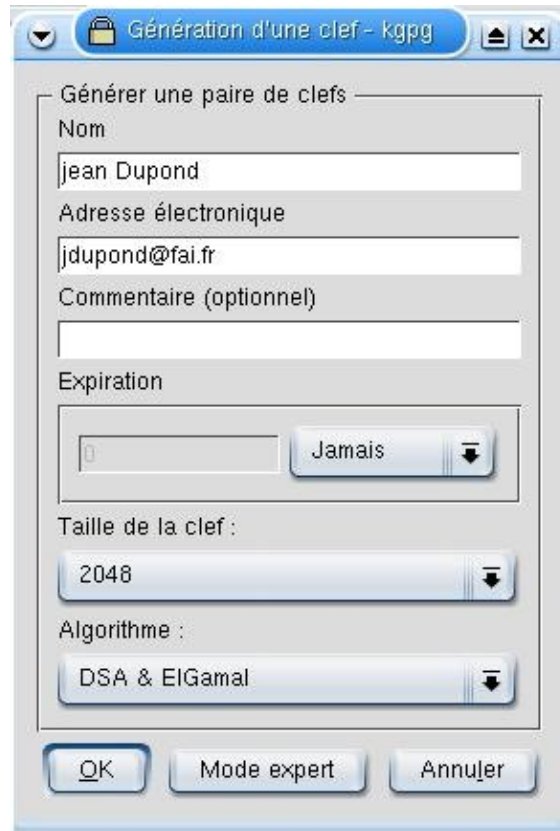 Génération d'une clef - kgpg
Générer une paire de clefs
Nom
jean Dupond
Adresse électronique
jdupond@fai.fr
Commentaire (optionnel)
Expiration
0 Jamais
Taille de la clef :
2048
Algorithme :
DSA & ElGamal
OK Mode expert Annuler